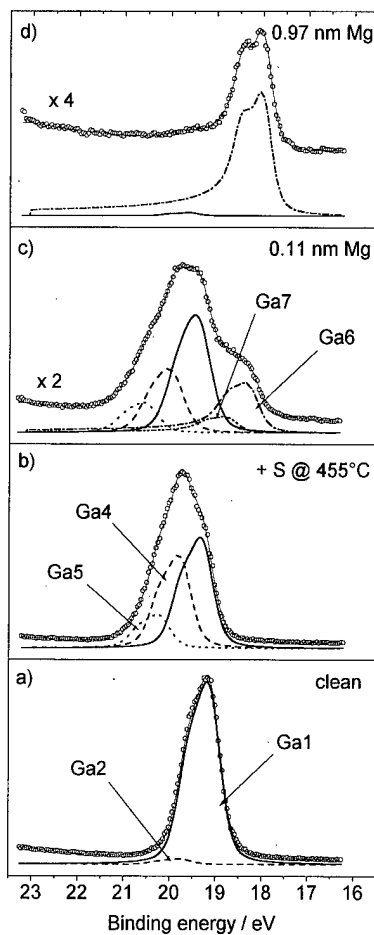 d)
0.97 nm Mg
x 4
c)
0.11 nm Mg
Ga7
Ga6
x 2
b)
+ S @ 455°C
Ga4
Ga5
a)
clean
Ga2
Ga1
23 22 21 20 19 18 17 16
Binding energy / eV